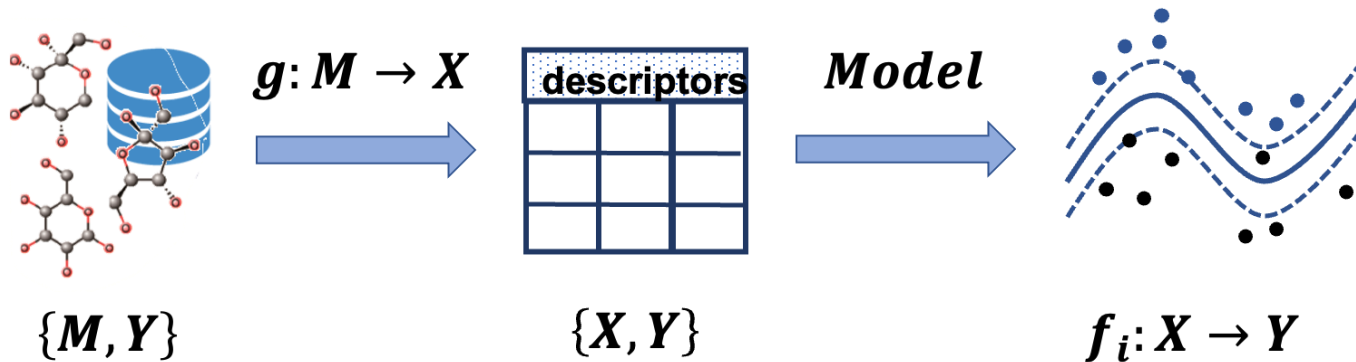 g: M → X
descriptors
Model
{M, Y}
{X, Y}
f_i: X → Y